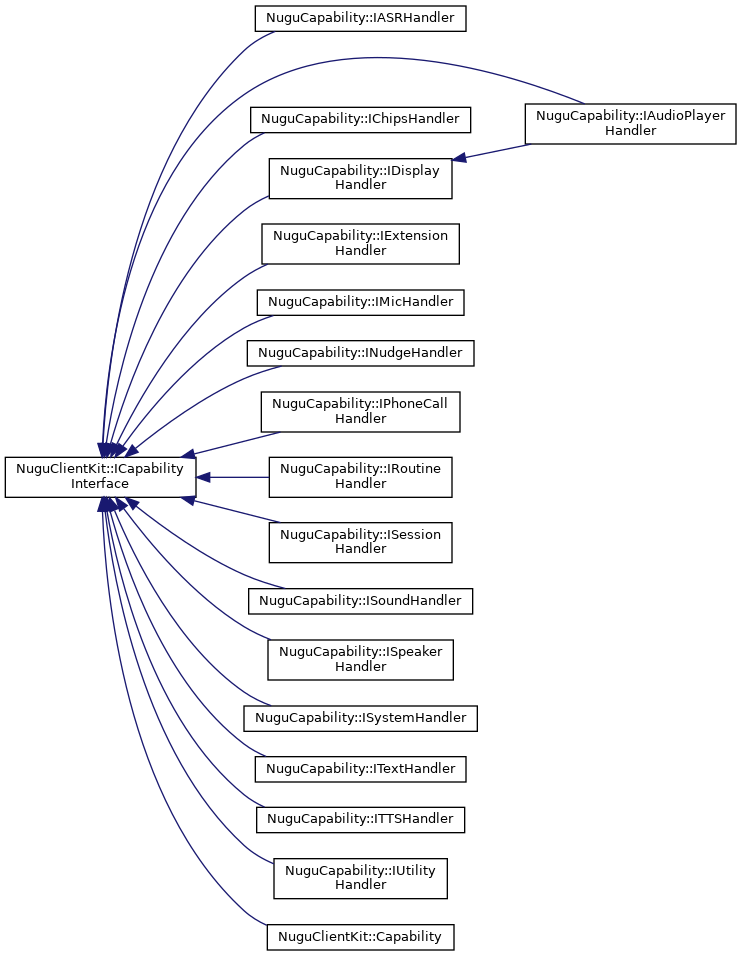 NuguCapability::IASRHandler
NuguCapability::IAudioPlayer
Handler
NuguCapability::IChipsHandler
NuguCapability::IDisplay
Handler
NuguCapability::IExtension
Handler
NuguCapability::IMicHandler
NuguCapability::INudgeHandler
NuguCapability::IPhoneCall
Handler
NuguClientKit::ICapability
Interface
NuguCapability::IRoutine
Handler
NuguCapability::ISession
Handler
NuguCapability::ISoundHandler
NuguCapability::ISpeaker
Handler
NuguCapability::ISystemHandler
NuguCapability::ITextHandler
NuguCapability::ITTSHandler
NuguCapability::IUtility
Handler
NuguClientKit::Capability